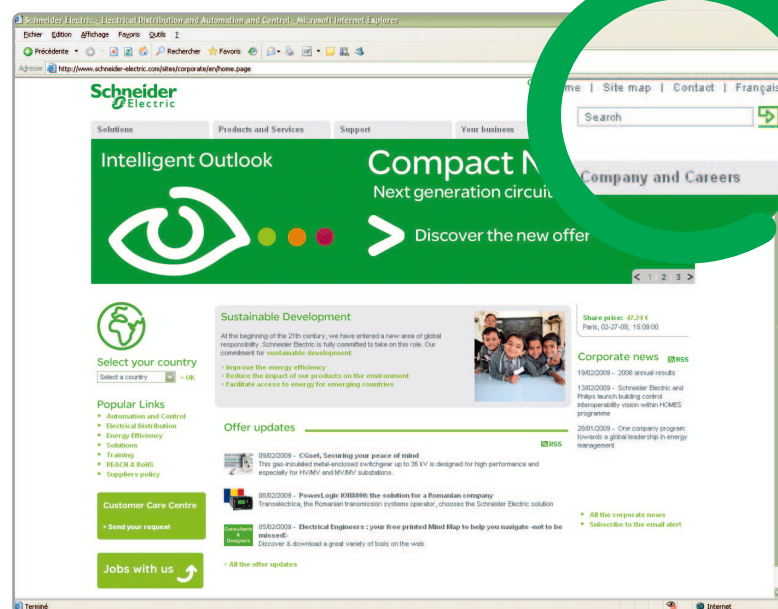 Schneider Electric - Electrical Distribution and Automation and Control - Microsoft Internet Explorer
Fichier Edition Affichage Favoris Outils ?
Précédente Rechercher Favoris
Adresse http://www.schneider-electric.com/sites/corporate/en/home.page
me | Site map | Contact | Français
Search
Schneider
Electric
Solutions Products and Services Support Your business Company and Careers
Intelligent Outlook
Compact N
Next generation circui
Discover the new offer
< 1 2 3 >
Select your country
Select a country > OK
Popular Links
Automation and Control
Electrical Distribution
Energy Efficiency
Solutions
Training
REACH & RoHS
Suppliers policy
Customer Care Centre
> Send your request
Jobs with us
Sustainable Development
At the beginning of the 21th century, we have entered a new area of global
responsibility. Schneider Electric is fully committed to take on this role. Our
commitment for sustainable development:
> Improve the energy efficiency
> Reduce the impact of our products on the environment
> Facilitate access to energy for emerging countries
Offer updates
RSS
09/02/2009 - CGset, Securing your peace of mind
This gas-insulated metal-enclosed switchgear up to 36 kV is designed for high performance and
especially for HV/MV and MV/MV substations.
06/02/2009 - PowerLogic ION8800: the solution for a Romanian company
Transelectrica, the Romanian transmission systems operator, chooses the Schneider Electric solution
Consultants
&
Designers
05/02/2009 - Electrical Engineers : your free printed Mind Map to help you navigate -not to be
missed!-
Discover & download a great variety of tools on the web
> All the offer updates
Share price: 47.24 €
Paris, 02-27-09, 15:09:00
Corporate news RSS
19/02/2009 - 2008 annual results
13/02/2009 - Schneider Electric and
Philips launch building control
interoperability vision within HOMES
programme
28/01/2009 - One company program:
towards a global leadership in energy
management
All the corporate news
Subscribe to the email alert
Terminé Internet